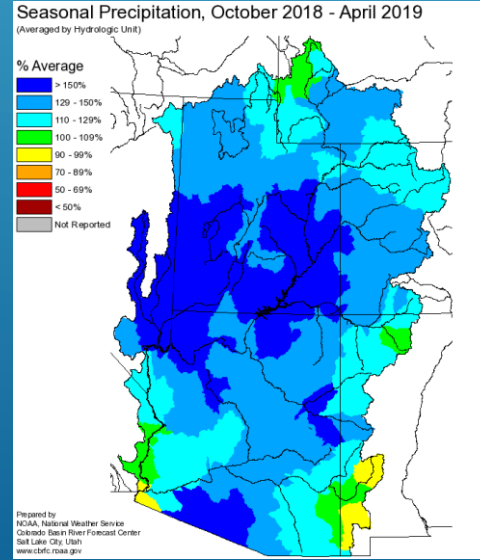 Seasonal Precipitation, October 2018 - April 2019
(Averaged by Hydrologic Unit)
% Average
> 150%
129 - 150%
110 - 129%
100 - 109%
90 - 99%
70 - 89%
50 - 69%
< 50%
Not Reported
Prepared by
NOAA, National Weather Service
Colorado Basin River Forecast Center
Salt Lake City, Utah
www.cbrfc.noaa.gov